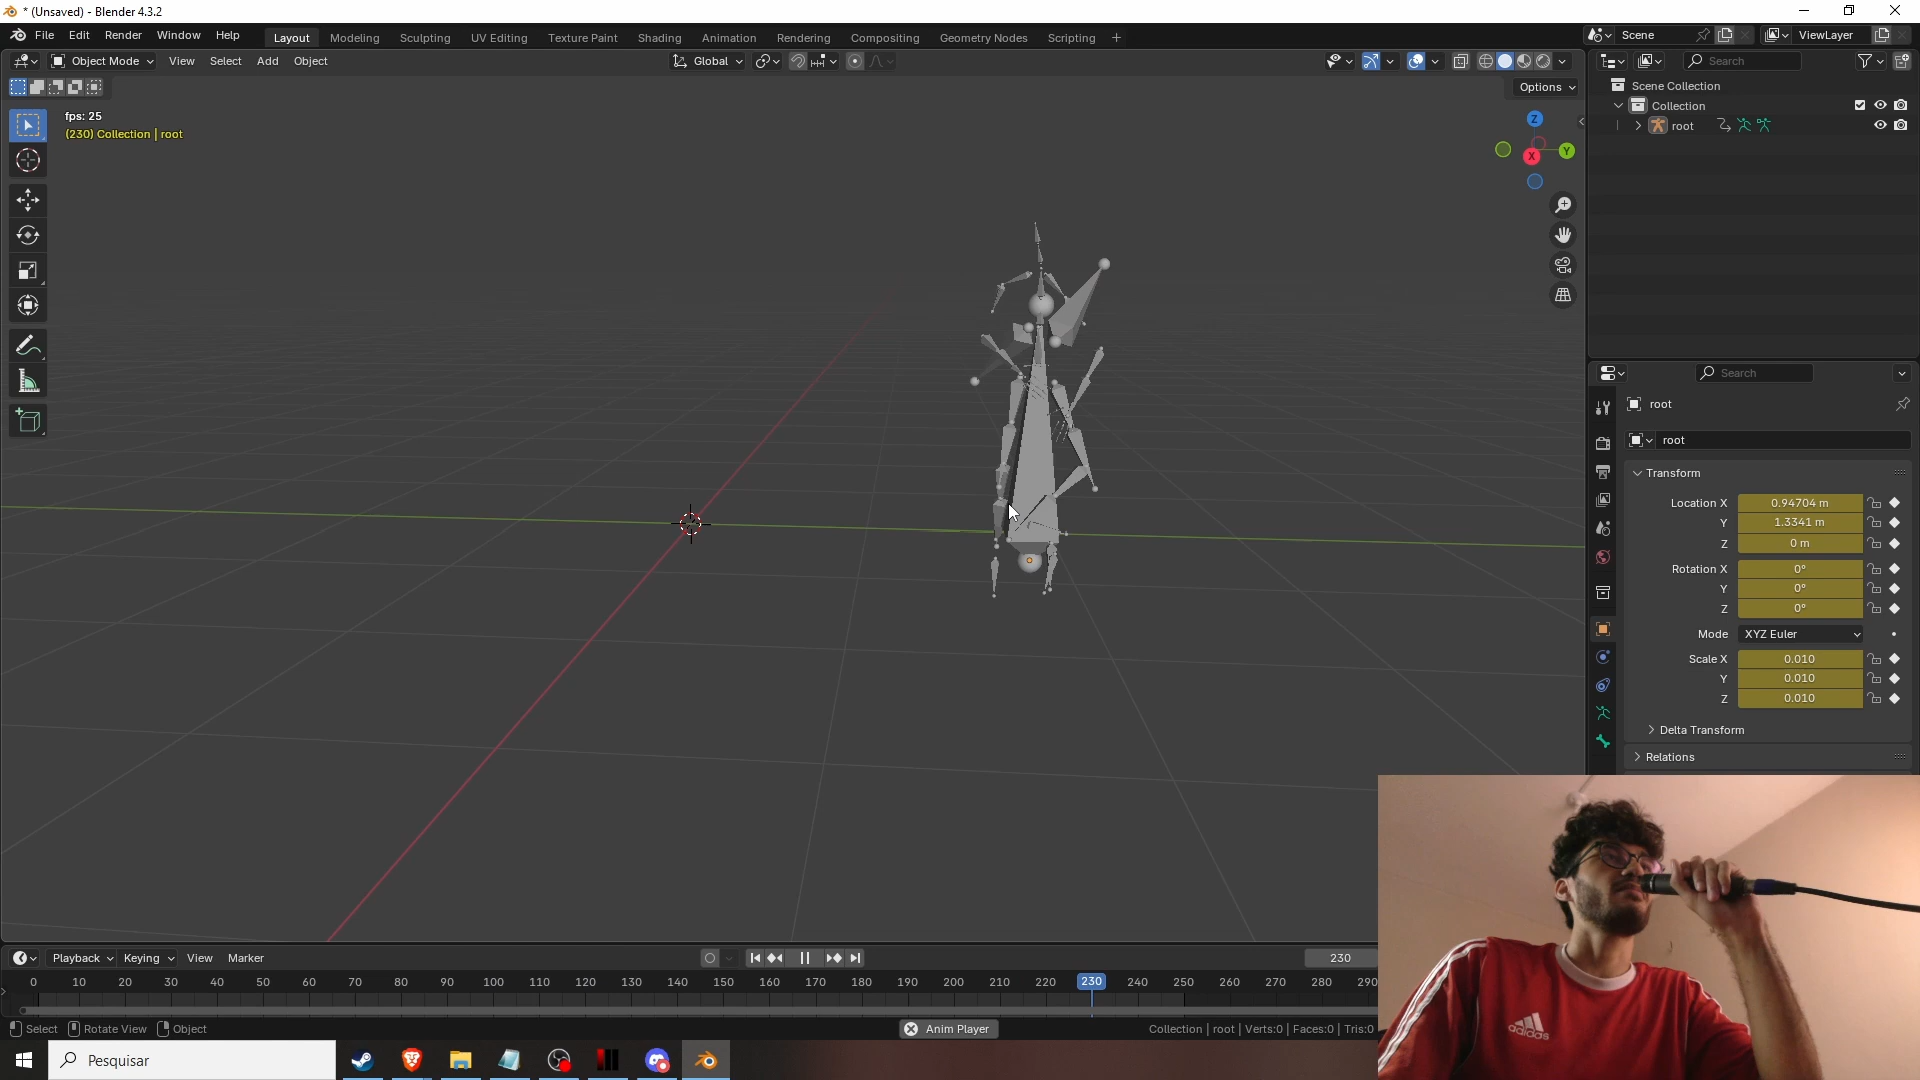 * (Unsaved) - Blender 4.3.2
File Edit Render Window Help
Layout Modeling Sculpting UV Editing Texture Paint Shading Animation Rendering Compositing Geometry Nodes Scripting +
Scene
ViewLayer
Object Mode View Select Add Object
Global
Search
Options
fps: 25
(230) Collection | root
Z
Y
X
Scene Collection
Collection
root
Search
root
root
Transform
Location X 0.94704 m
Y 1.3341 m
Z 0 m
Rotation X 0°
Y 0°
Z 0°
Mode XYZ Euler
Scale X 0.010
Y 0.010
Z 0.010
Delta Transform
Relations
Playback Keying View Marker
230
0 10 20 30 40 50 60 70 80 90 100 110 120 130 140 150 160 170 180 190 200 210 220 230 240 250 260 270 280 290
Select Rotate View Object
Anim Player
Collection | root | Verts:0 | Faces:0 | Tris:0
Pesquisar
adidas